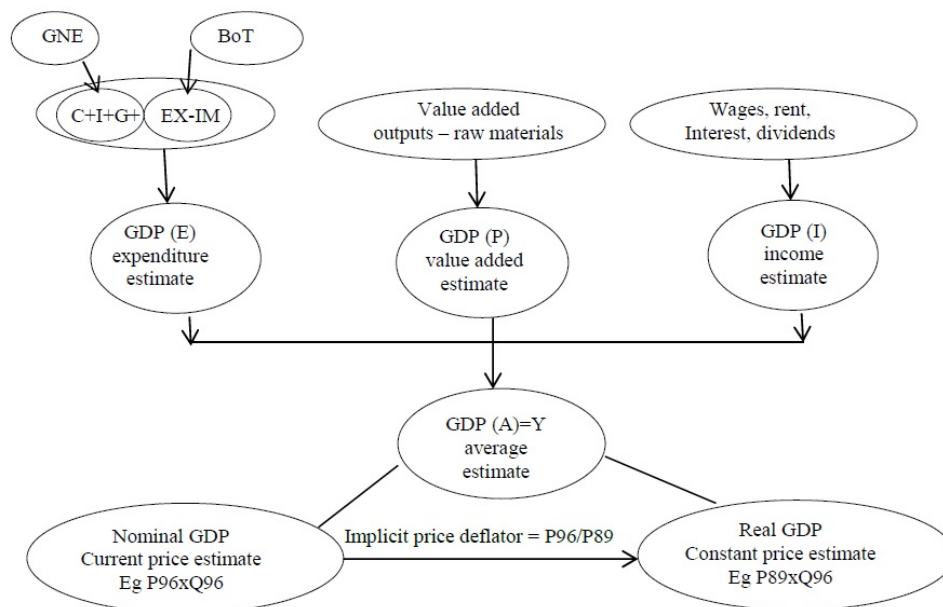 GNE
BoT
C+I+G+
EX-IM
Value added
outputs – raw materials
Wages, rent,
Interest, dividends
GDP (E)
expenditure
estimate
GDP (P)
value added
estimate
GDP (I)
income
estimate
GDP (A)=Y
average
estimate
Nominal GDP
Current price estimate
Eg P96xQ96
Implicit price deflator = P96/P89
Real GDP
Constant price estimate
Eg P89xQ96